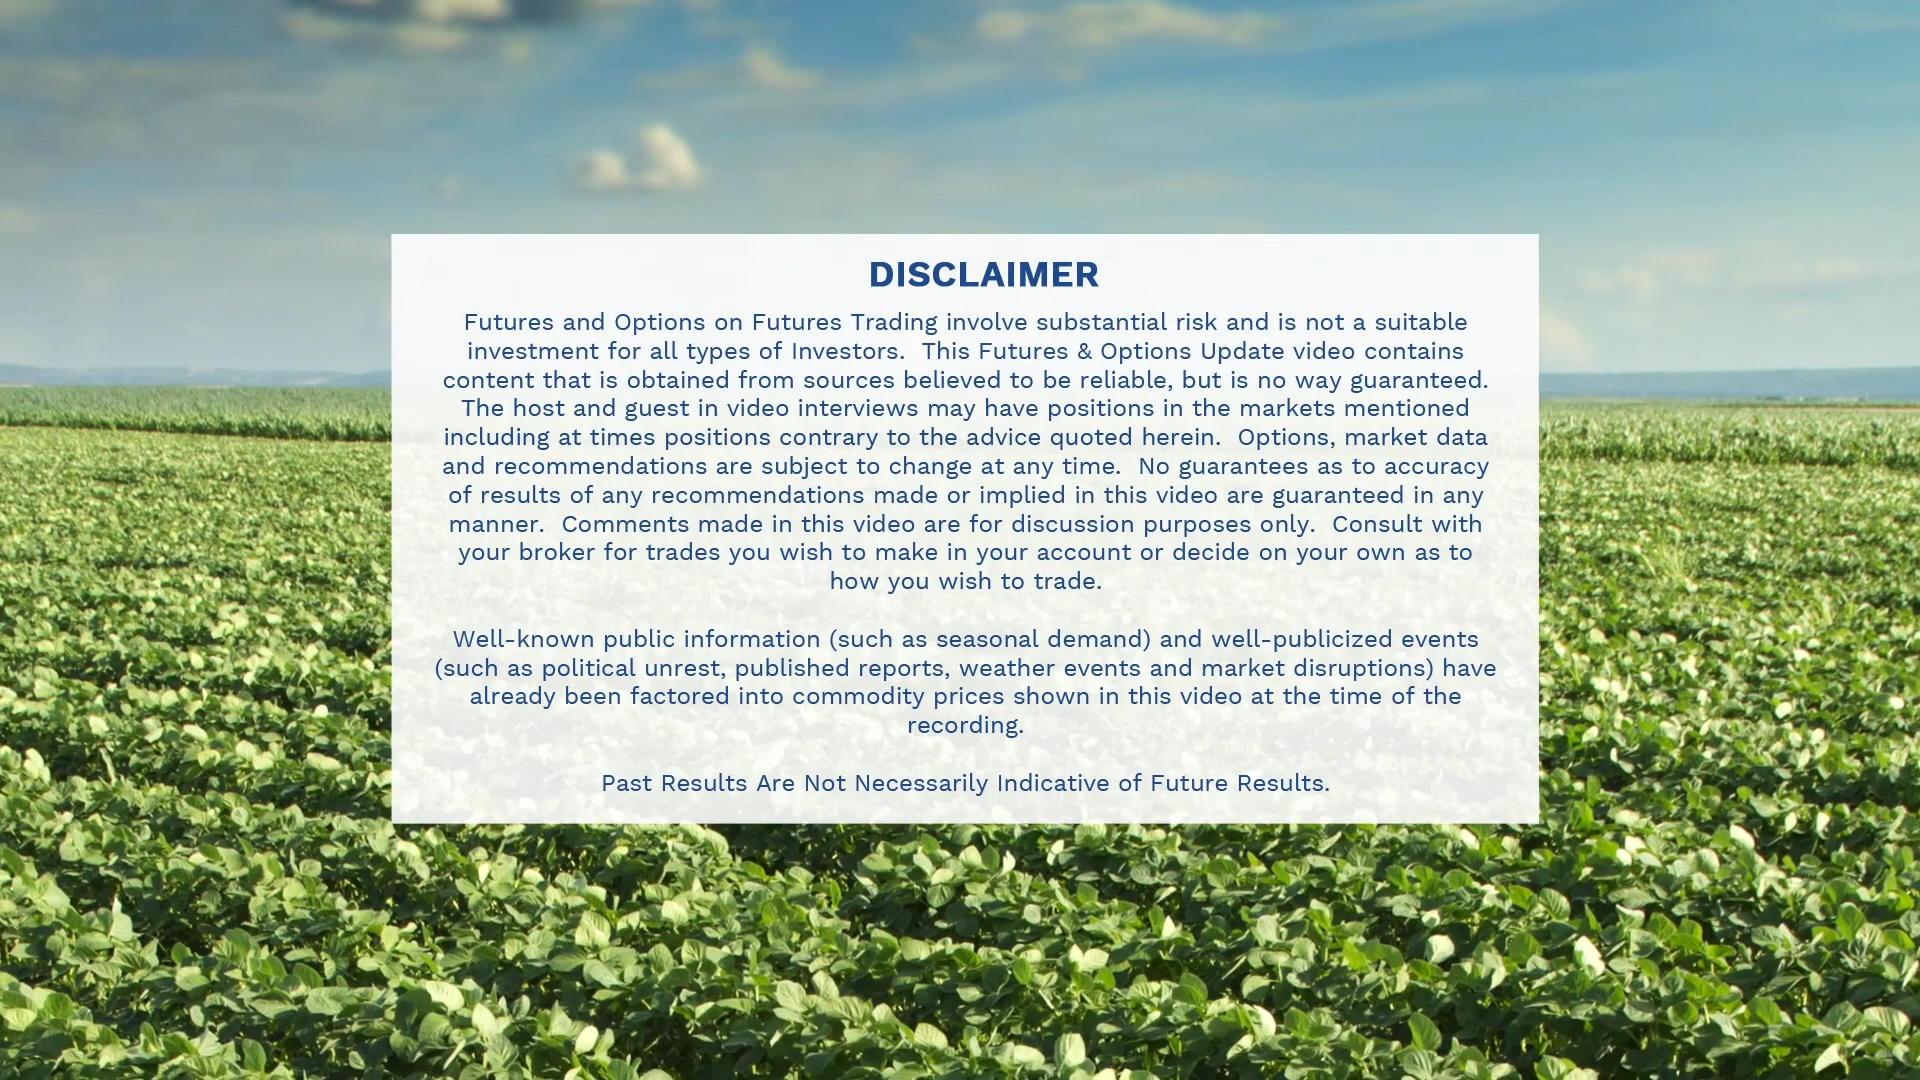 DISCLAIMER
Futures and Options on Futures Trading involve substantial risk and is not a suitable
investment for all types of Investors.  This Futures & Options Update video contains
content that is obtained from sources believed to be reliable, but is no way guaranteed.
The host and guest in video interviews may have positions in the markets mentioned
including at times positions contrary to the advice quoted herein.  Options, market data
and recommendations are subject to change at any time.  No guarantees as to accuracy
of results of any recommendations made or implied in this video are guaranteed in any
manner.  Comments made in this video are for discussion purposes only.  Consult with
your broker for trades you wish to make in your account or decide on your own as to
how you wish to trade.
Well-known public information (such as seasonal demand) and well-publicized events
(such as political unrest, published reports, weather events and market disruptions) have
already been factored into commodity prices shown in this video at the time of the
recording.
Past Results Are Not Necessarily Indicative of Future Results.